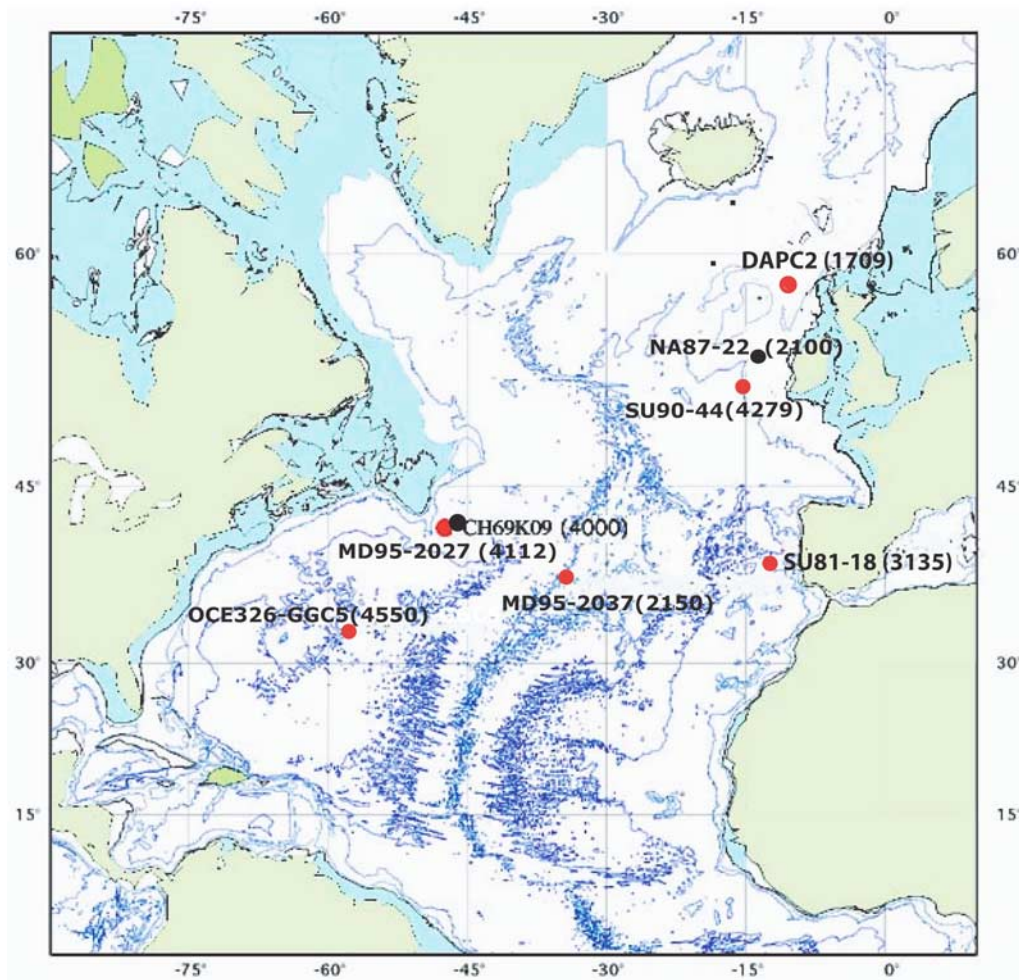 -75° -60° -45° -30° -15° 0°
60°
DAPC2 (1709)
NA87-22 (2100)
SU90-44(4279)
45° 45°
CH69K09 (4000)
MD95-2027 (4112)
SU81-18 (3135)
MD95-2037(2150)
OCE326-GGC5(4550)
30° 30°
15° 15°
-75° -60° -45° -30° -15° 0°
60°